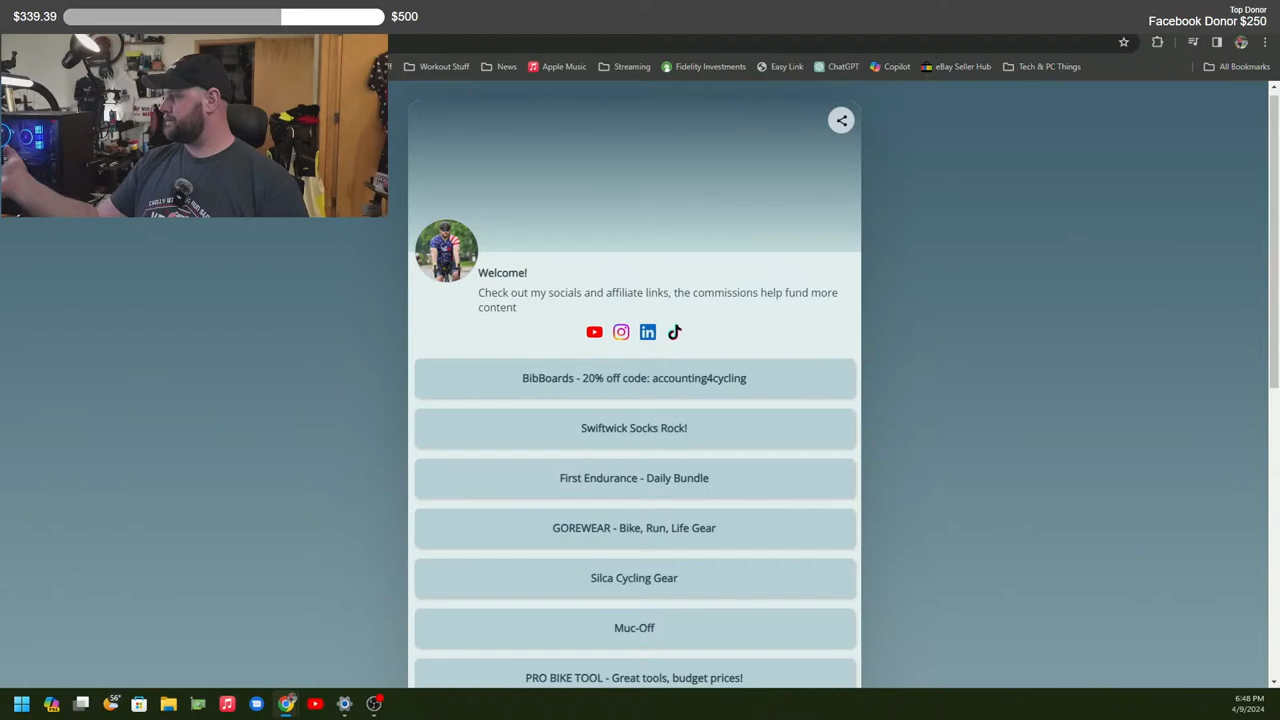 $339.39
$500
Top Donor
Facebook Donor $250
Workout Stuff
News
Apple Music
Streaming
Fidelity Investments
Easy Link
ChatGPT
Copilot
eBay Seller Hub
Tech & PC Things
All Bookmarks
Welcome!
Check out my socials and affiliate links, the commissions help fund more
content
BibBoards - 20% off code: accounting4cycling
Swiftwick Socks Rock!
First Endurance - Daily Bundle
GOREWEAR - Bike, Run, Life Gear
Silca Cycling Gear
Muc-Off
PRO BIKE TOOL - Great tools, budget prices!
56°
6:48 PM
4/9/2024